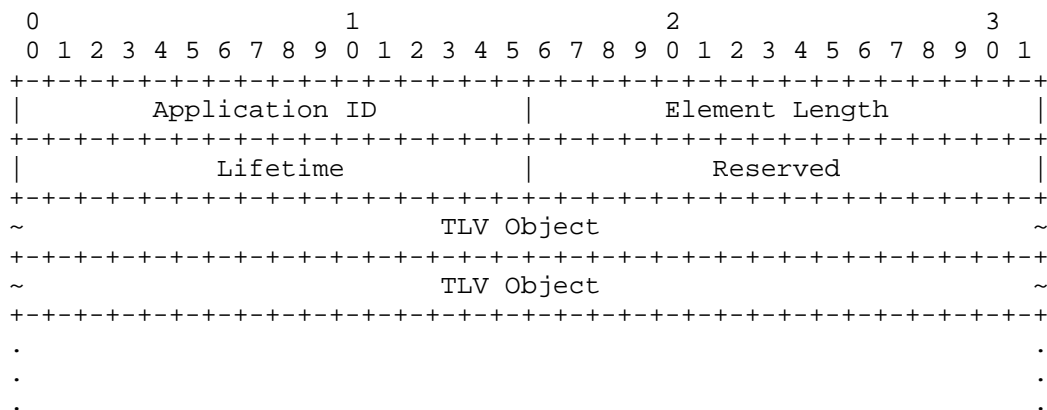 0                   1                   2                   3
 0 1 2 3 4 5 6 7 8 9 0 1 2 3 4 5 6 7 8 9 0 1 2 3 4 5 6 7 8 9 0 1
+-+-+-+-+-+-+-+-+-+-+-+-+-+-+-+-+-+-+-+-+-+-+-+-+-+-+-+-+-+-+-+-+
|        Application ID         |        Element Length         |
+-+-+-+-+-+-+-+-+-+-+-+-+-+-+-+-+-+-+-+-+-+-+-+-+-+-+-+-+-+-+-+-+
|            Lifetime           |           Reserved            |
+-+-+-+-+-+-+-+-+-+-+-+-+-+-+-+-+-+-+-+-+-+-+-+-+-+-+-+-+-+-+-+-+
~                          TLV Object                           ~
+-+-+-+-+-+-+-+-+-+-+-+-+-+-+-+-+-+-+-+-+-+-+-+-+-+-+-+-+-+-+-+-+
~                          TLV Object                           ~
+-+-+-+-+-+-+-+-+-+-+-+-+-+-+-+-+-+-+-+-+-+-+-+-+-+-+-+-+-+-+-+-+
.                                                               .
.                                                               .
.                                                               .